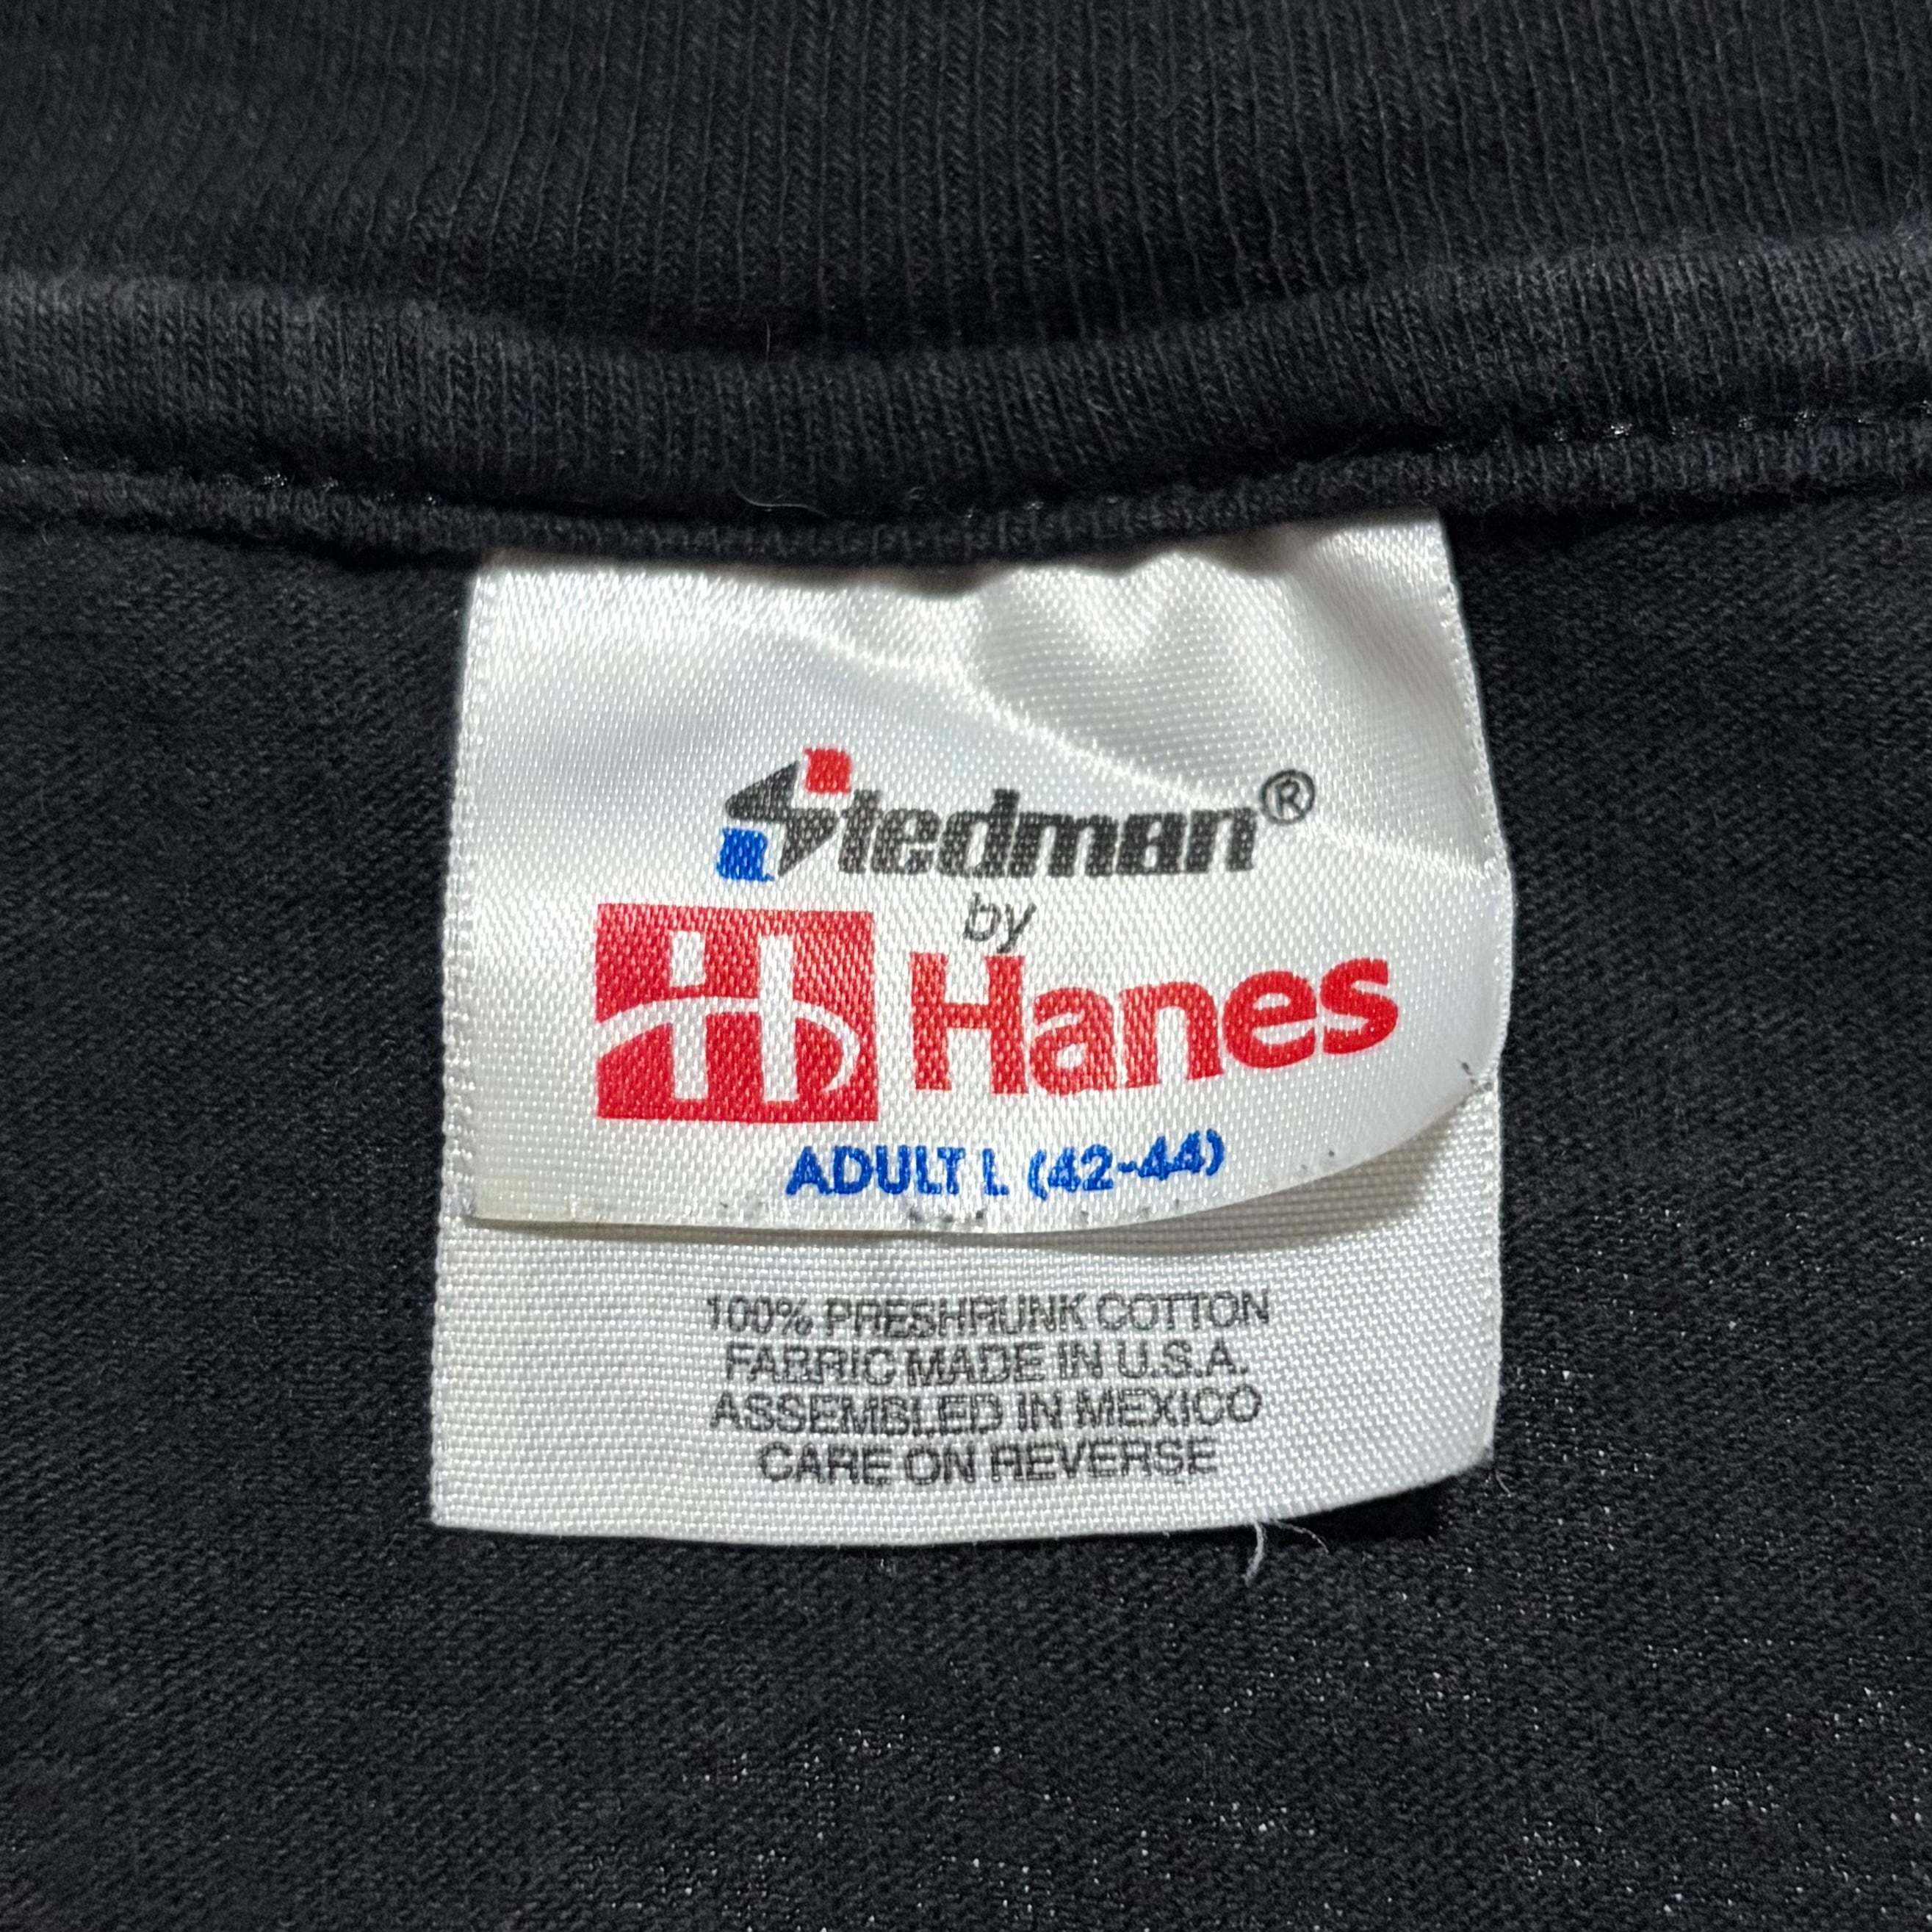 Stedman®
by
H Hanes
ADULT L (42-44)
100% PRESHRUNK COTTON
FABRIC MADE IN U.S.A.
ASSEMBLED IN MEXICO
CARE ON REVERSE